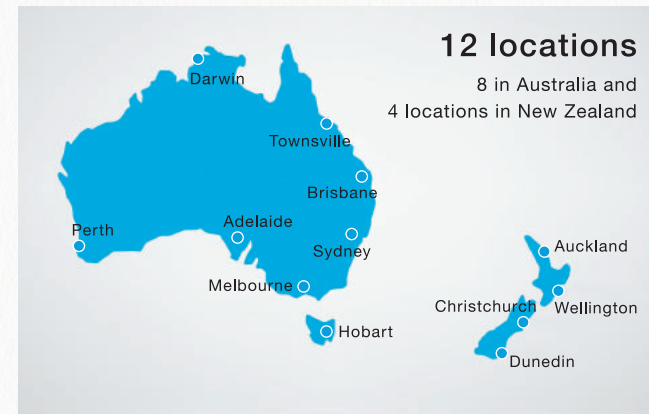 12 locations
8 in Australia and
4 locations in New Zealand
Darwin
Townsville
Brisbane
Perth
Adelaide
Sydney
Auckland
Melbourne
Christchurch
Wellington
Hobart
Dunedin